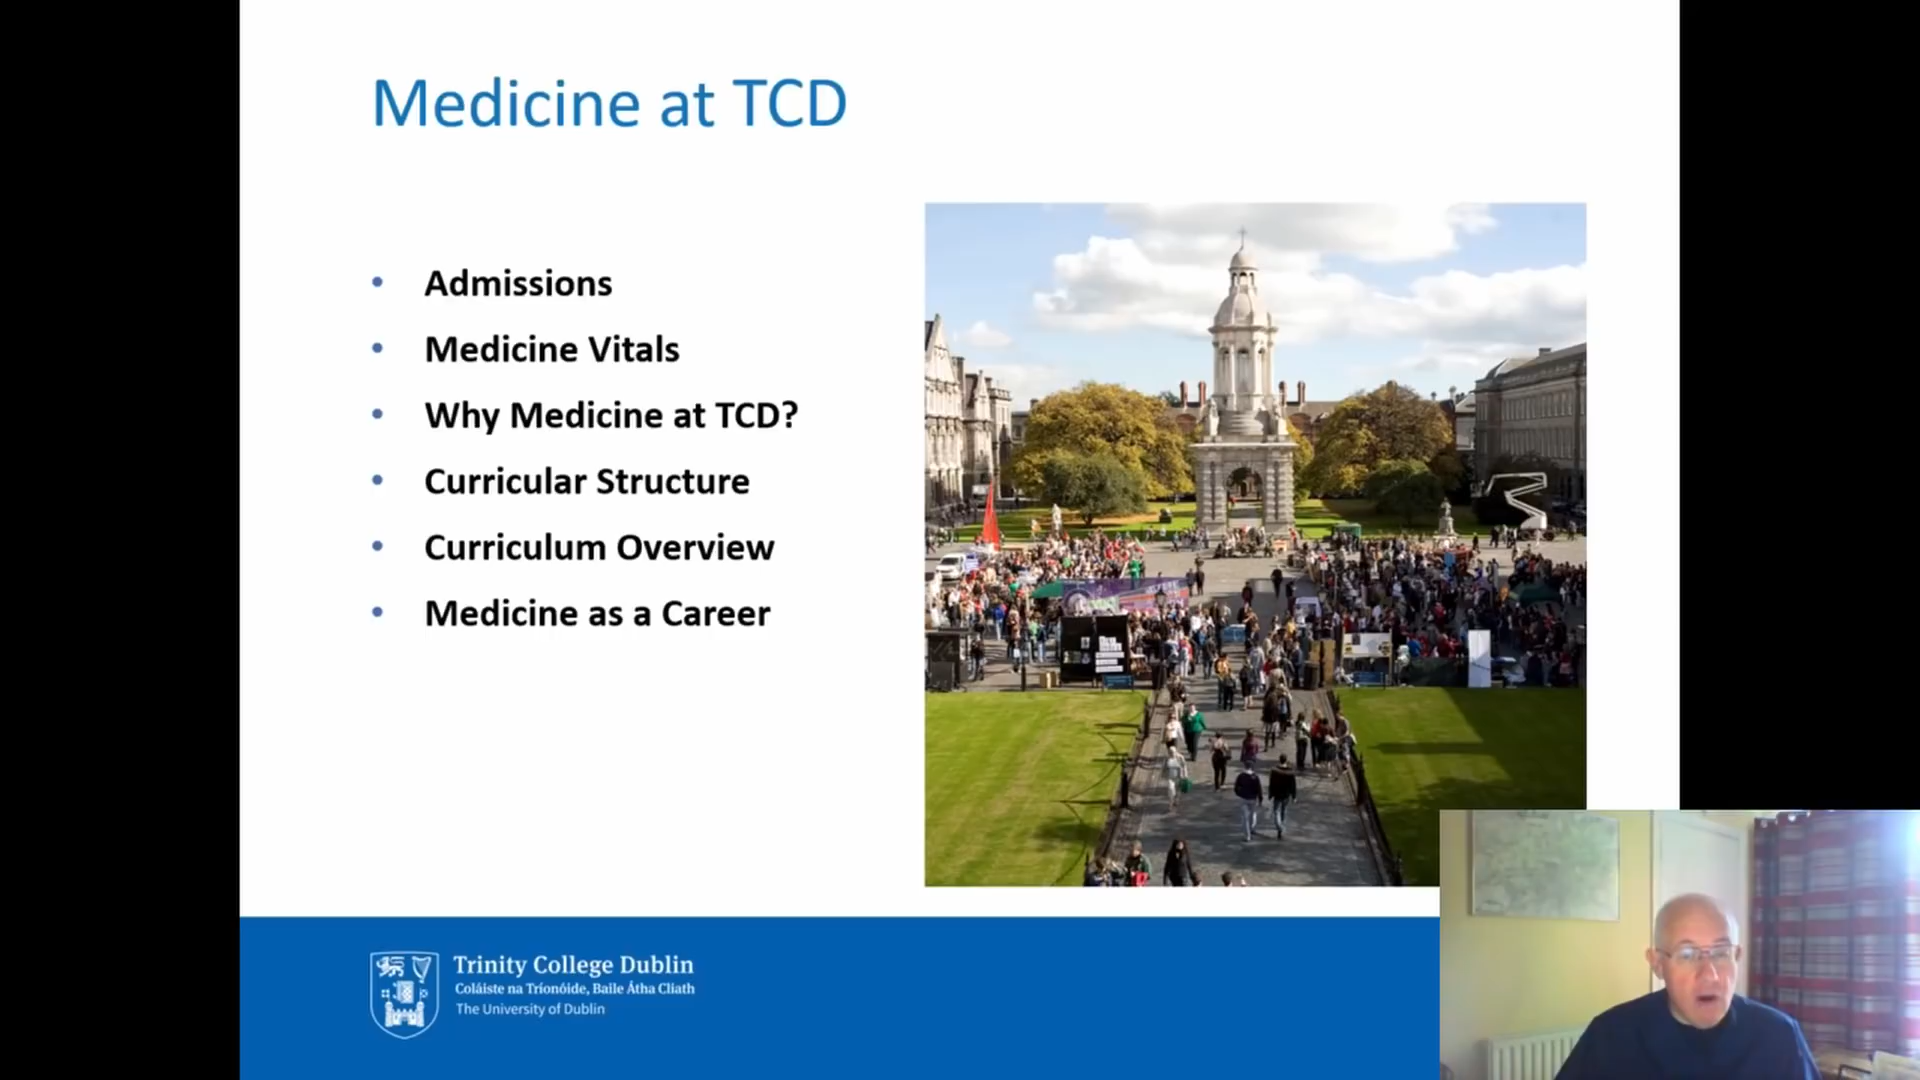 Medicine at TCD
• Admissions
• Medicine Vitals
• Why Medicine at TCD?
• Curricular Structure
• Curriculum Overview
• Medicine as a Career
Trinity College Dublin
Coláiste na Tríonóide, Baile Átha Cliath
The University of Dublin